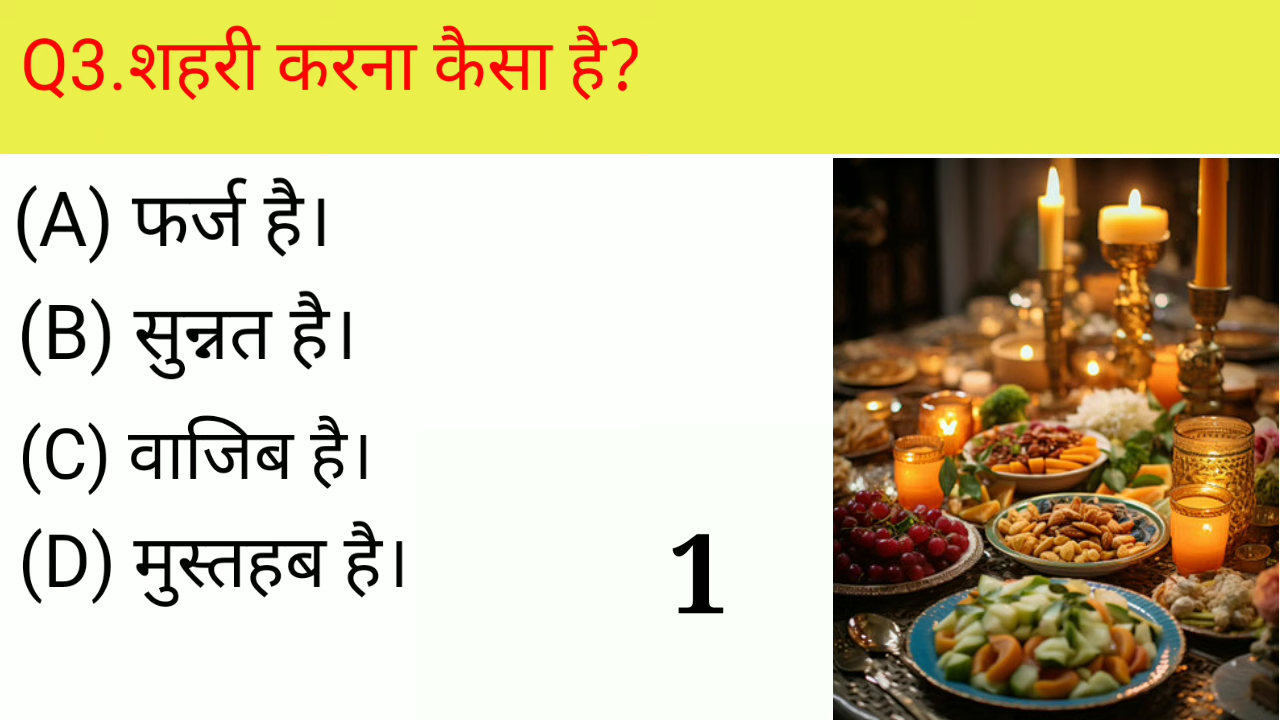 Q3.शहरी करना कैसा है?
(A) फर्ज है।
(B) सुन्नत है।
(C) वाजिब है।
(D) मुस्तहब है।
1